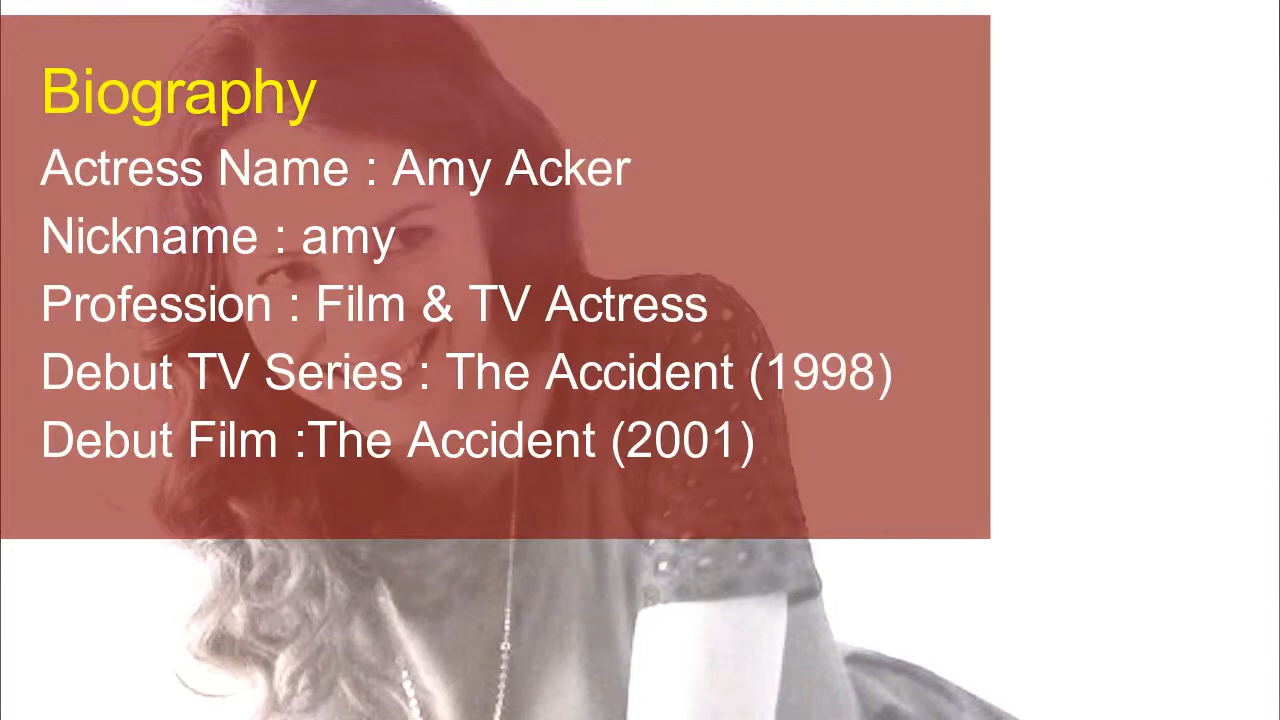 Biography
Actress Name : Amy Acker
Nickname : amy
Profession : Film & TV Actress
Debut TV Series : The Accident (1998)
Debut Film :The Accident (2001)